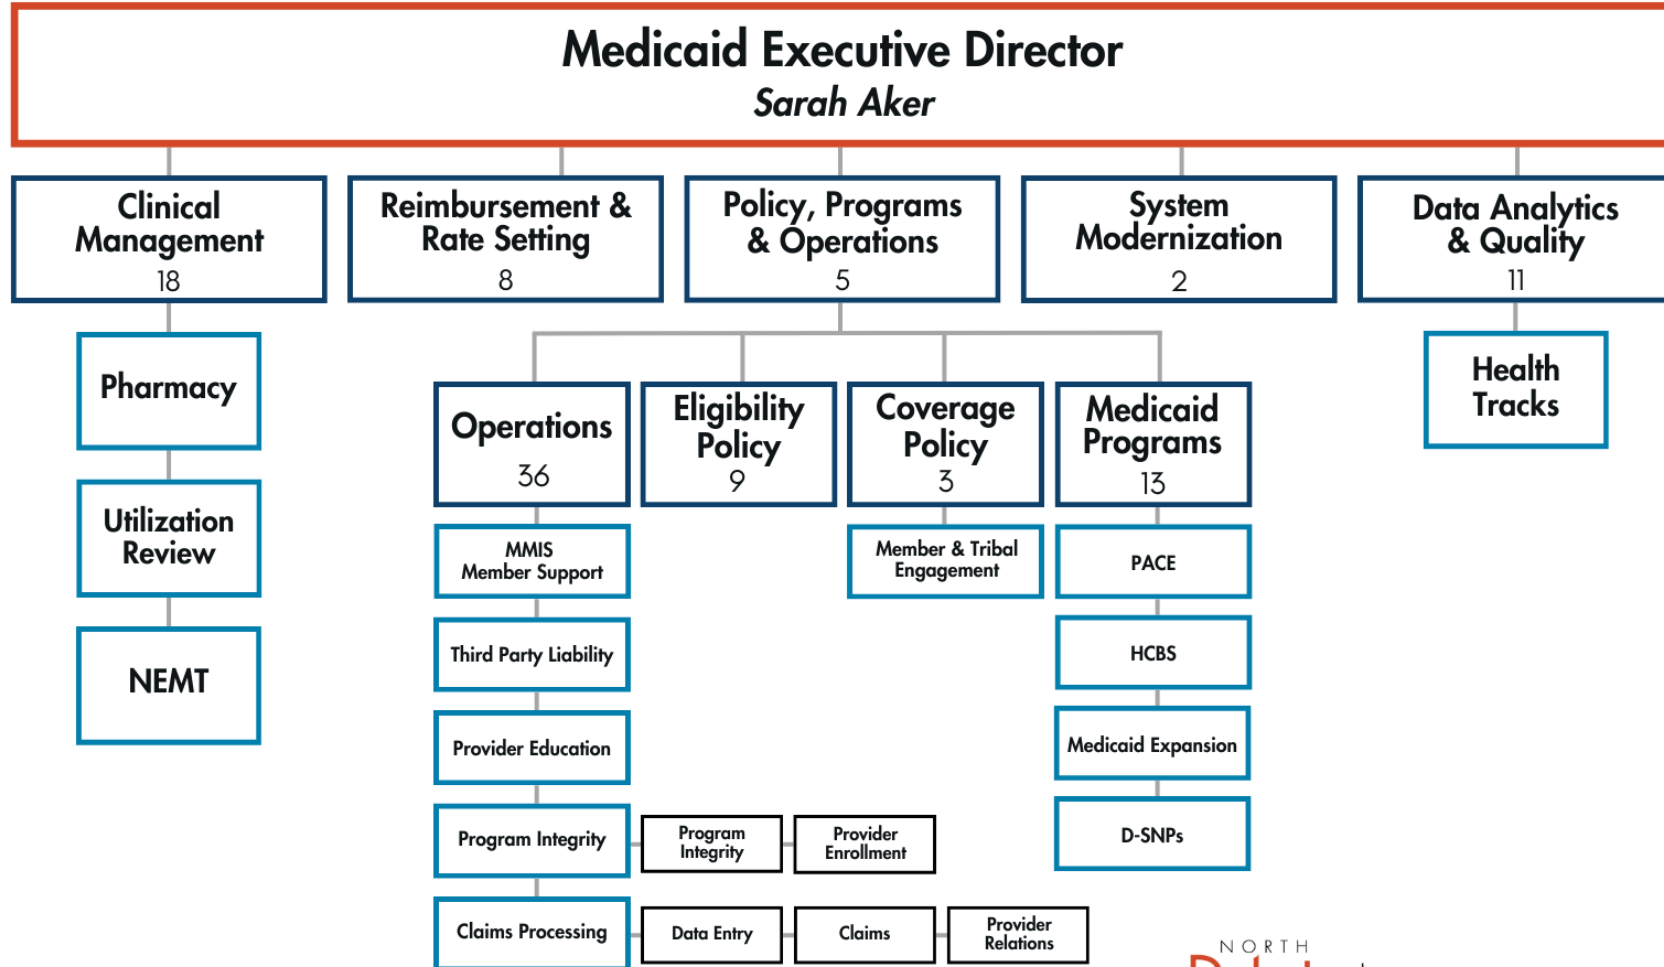 Medicaid Executive Director
Sarah Aker
Clinical
Management
18
Reimbursement &
Rate Setting
8
Policy, Programs
& Operations
5
System
Modernization
2
Data Analytics
& Quality
11
Pharmacy
Utilization
Review
NEMT
Operations
36
Eligibility
Policy
9
Coverage
Policy
3
Medicaid
Programs
13
Health
Tracks
MMIS
Member Support
Third Party Liability
Provider Education
Program Integrity
Program
Integrity
Provider
Enrollment
Claims Processing
Data Entry
Claims
Provider
Relations
Member & Tribal
Engagement
PACE
HCBS
Medicaid Expansion
D-SNPs
NORTH